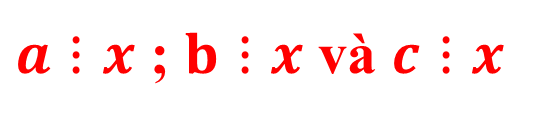 a ⋮ x ; b ⋮ x và c ⋮ x